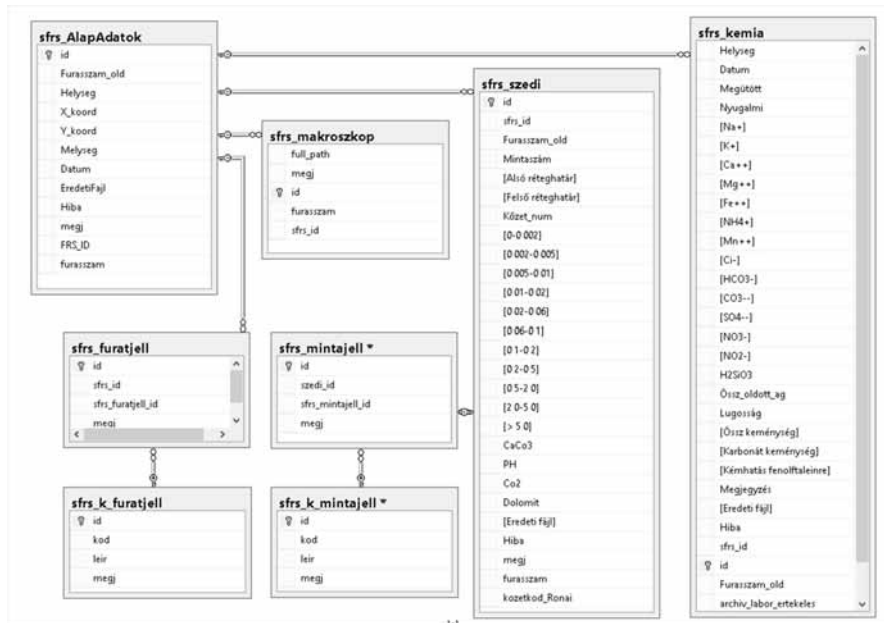 sfrs_AlapAdatok
id
Furasszam_old
Helyseg
X_koord
Y_koord
Melyseg
Datum
EredetiFajl
Hiba
megj
FRS_ID
furasszam
sfrs_makroszkop
full_path
megj
id
furasszam
sfrs_id
sfrs_furatjell
id
sfrs_id
sfrs_furatjell_id
megj
sfrs_mintajell *
id
szedi_id
sfrs_mintajell_id
megj
sfrs_k_furatjell
id
kod
leir
megj
sfrs_k_mintajell *
id
kod
leir
megj
sfrs_szedi
id
sfrs_id
Furasszam_old
Mintaszám
[Alsó réteghatár]
[Felső réteghatár]
Kőzet_num
[0-0 002]
[0 002-0 005]
[0 005-0 01]
[0 01-0 02]
[0 02-0 06]
[0 06-0 1]
[0 1-0 2]
[0 2-0 5]
[0 5-2 0]
[2 0-5 0]
[> 5 0]
CaCo3
PH
Co2
Dolomit
[Eredeti fájl]
Hiba
megj
furasszam
kozetkod_Ronai
sfrs_kemia
Helyseg
Datum
Megütött
Nyugalmi
[Na+]
[K+]
[Ca++]
[Mg++]
[Fe++]
[NH4+]
[Mn++]
[Cl-]
[HCO3-]
[CO3--]
[SO4--]
[NO3-]
[NO2-]
H2SiO3
Össz_oldott_ag
Lugosság
[Össz keménység]
[Karbonát keménység]
[Kémhatás fenolftaleinre]
Megjegyzés
[Eredeti fájl]
Hiba
sfrs_id
id
Furasszam_old
archiv_labor_ertekeles